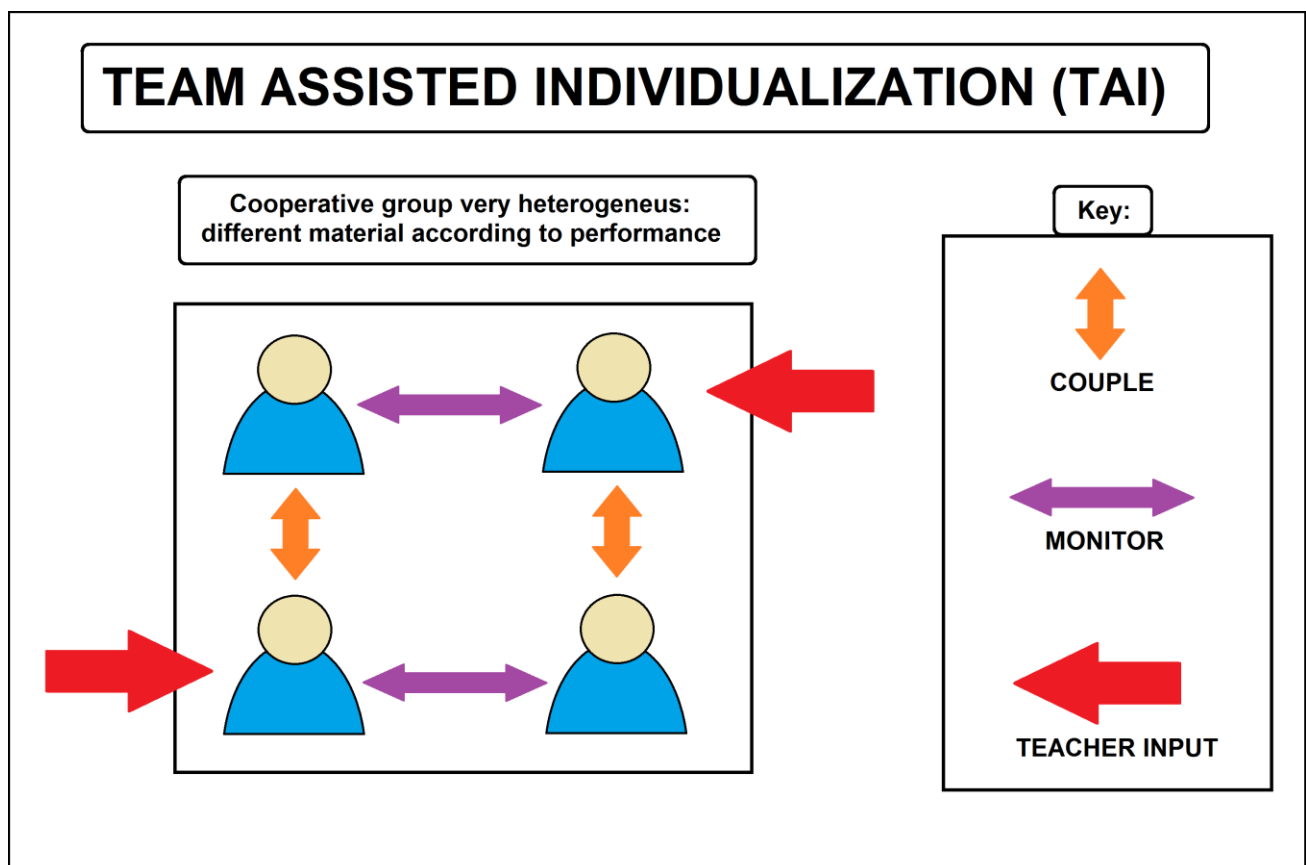 TEAM ASSISTED INDIVIDUALIZATION (TAI)
Cooperative group very heterogeneus:
different material according to performance
Key:
COUPLE
MONITOR
TEACHER INPUT